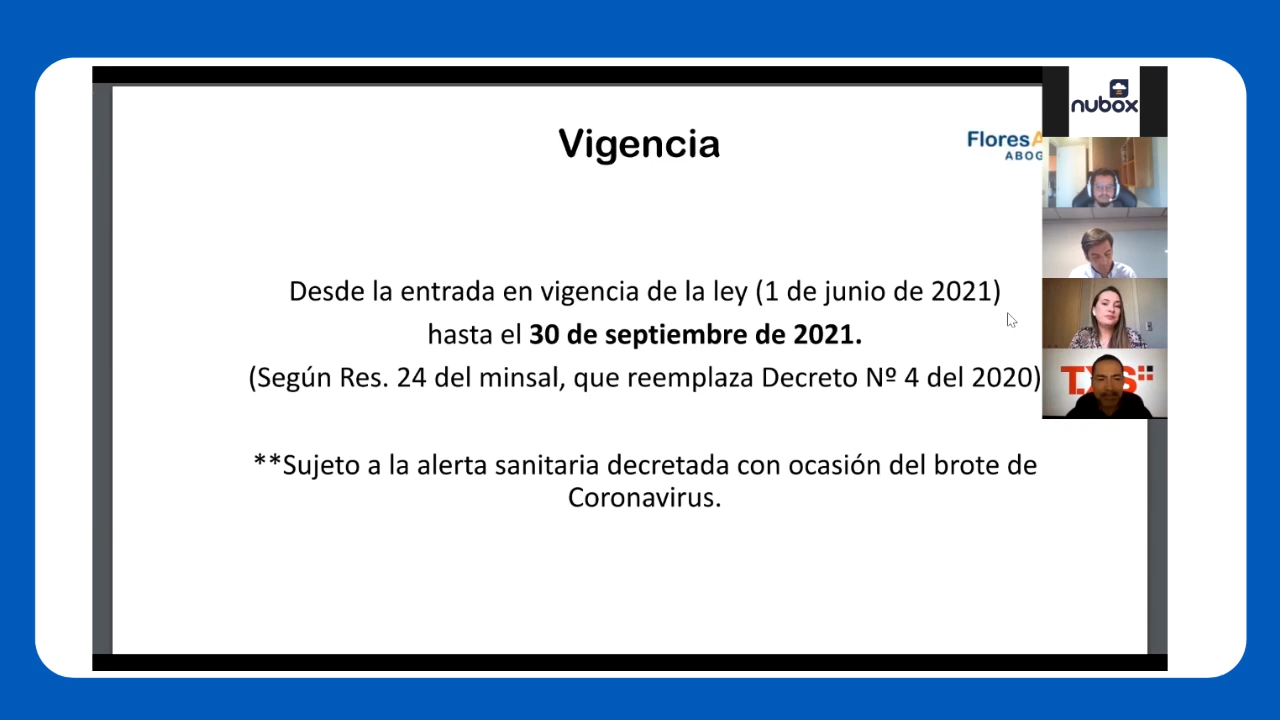 Vigencia
Flores
ABOG
nubox
Desde la entrada en vigencia de la ley (1 de junio de 2021)
hasta el 30 de septiembre de 2021.
(Según Res. 24 del minsal, que reemplaza Decreto Nº 4 del 2020)
**Sujeto a la alerta sanitaria decretada con ocasión del brote de
Coronavirus.